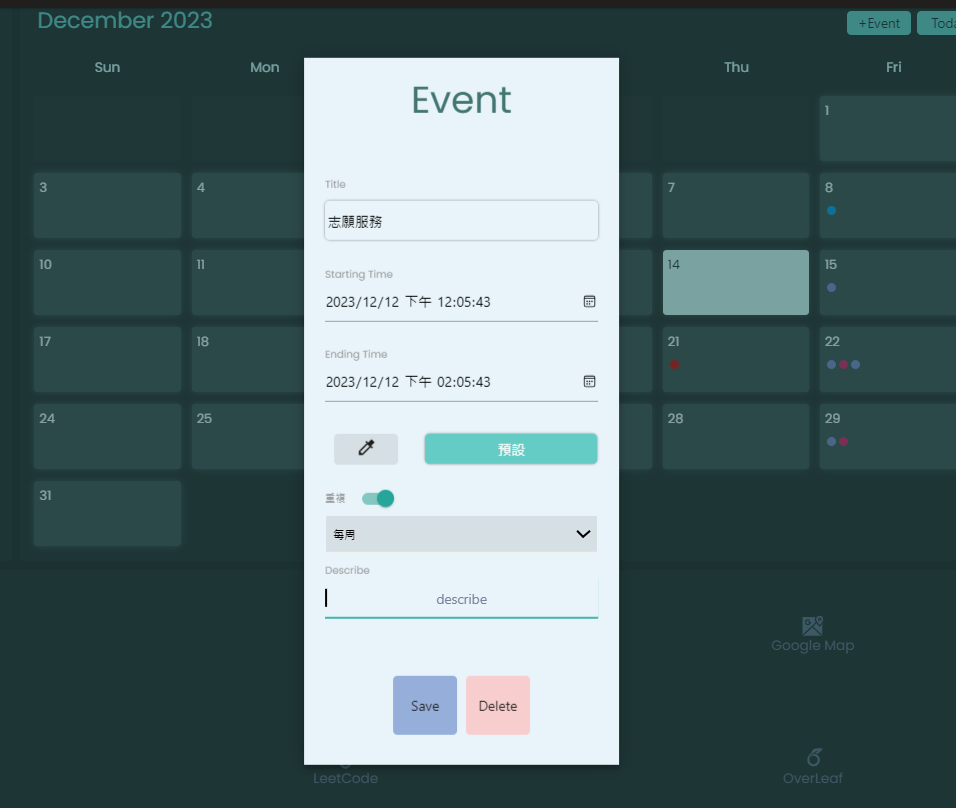 December 2023
+Event
Sun
Mon
Thu
Fri
1
3
4
7
8
10
11
14
15
17
18
21
22
24
25
28
29
31
Event
Title
志願服務
Starting Time
2023/12/12 下午 12:05:43
Ending Time
2023/12/12 下午 02:05:43
預設
重複
每周
Describe
describe
Save
Delete
Google Map
LeetCode
OverLeaf